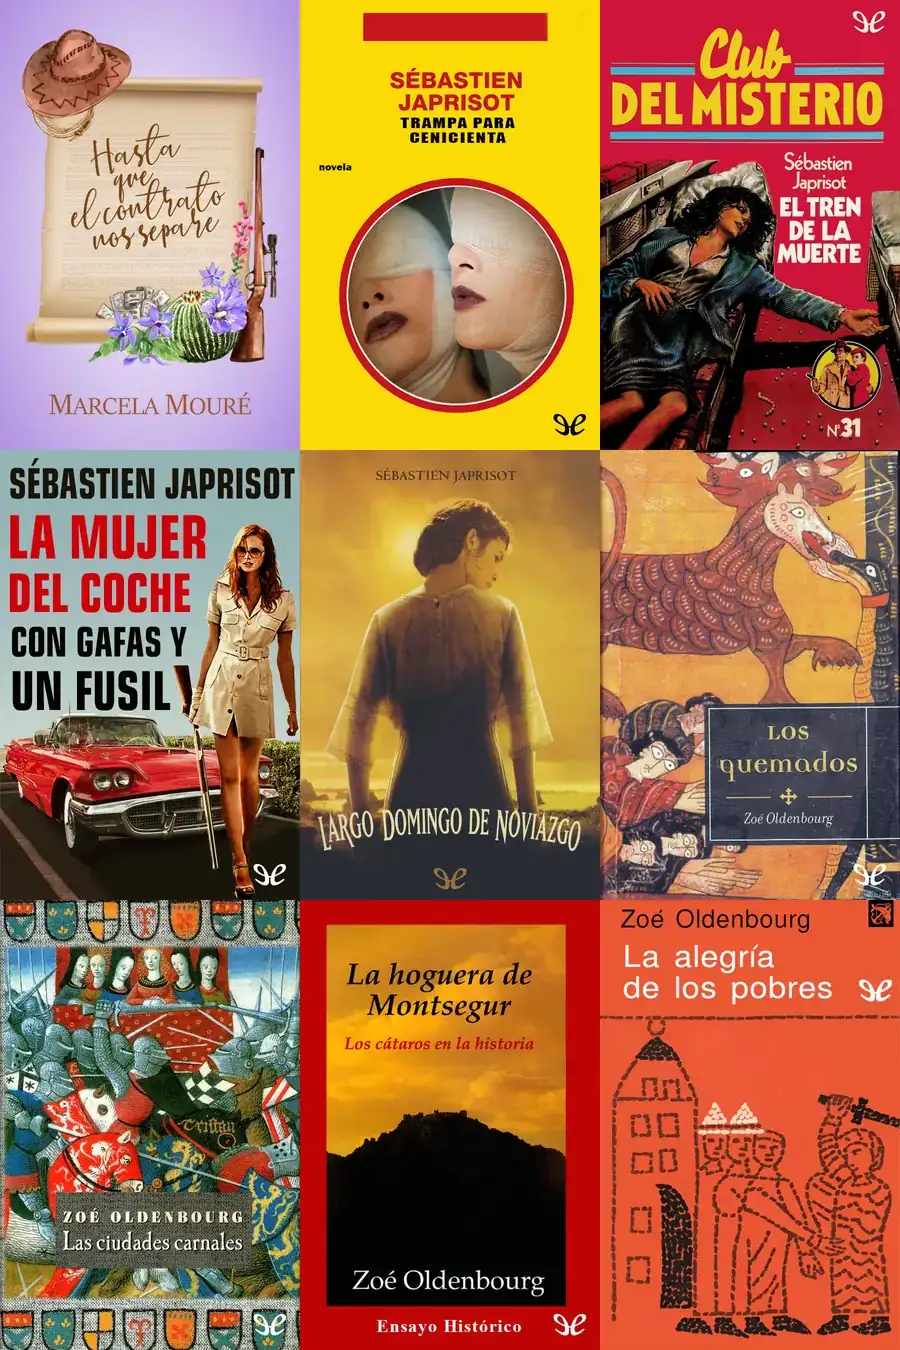 Hasta
que
el contrato
nos separe
MARCELA MOURÉ
SÉBASTIEN
JAPRISOT
TRAMPA PARA
CENICIENTA
novela
Club
DEL MISTERIO
Sébastien
Japrisot
EL TREN
DE LA
MUERTE
Nº 31
SÉBASTIEN JAPRISOT
LA MUJER
DEL COCHE
CON GAFAS Y
UN FUSIL
SÉBASTIEN JAPRISOT
LARGO DOMINGO DE NOVIAZGO
LOS
quemados
Zoé Oldenbourg
Tristan
ZOÉ OLDENBOURG
Las ciudades carnales
La hoguera de
Montsegur
Los cátaros en la historia
Zoé Oldenbourg
Ensayo Histórico
Zoé Oldenbourg
La alegría
de los pobres